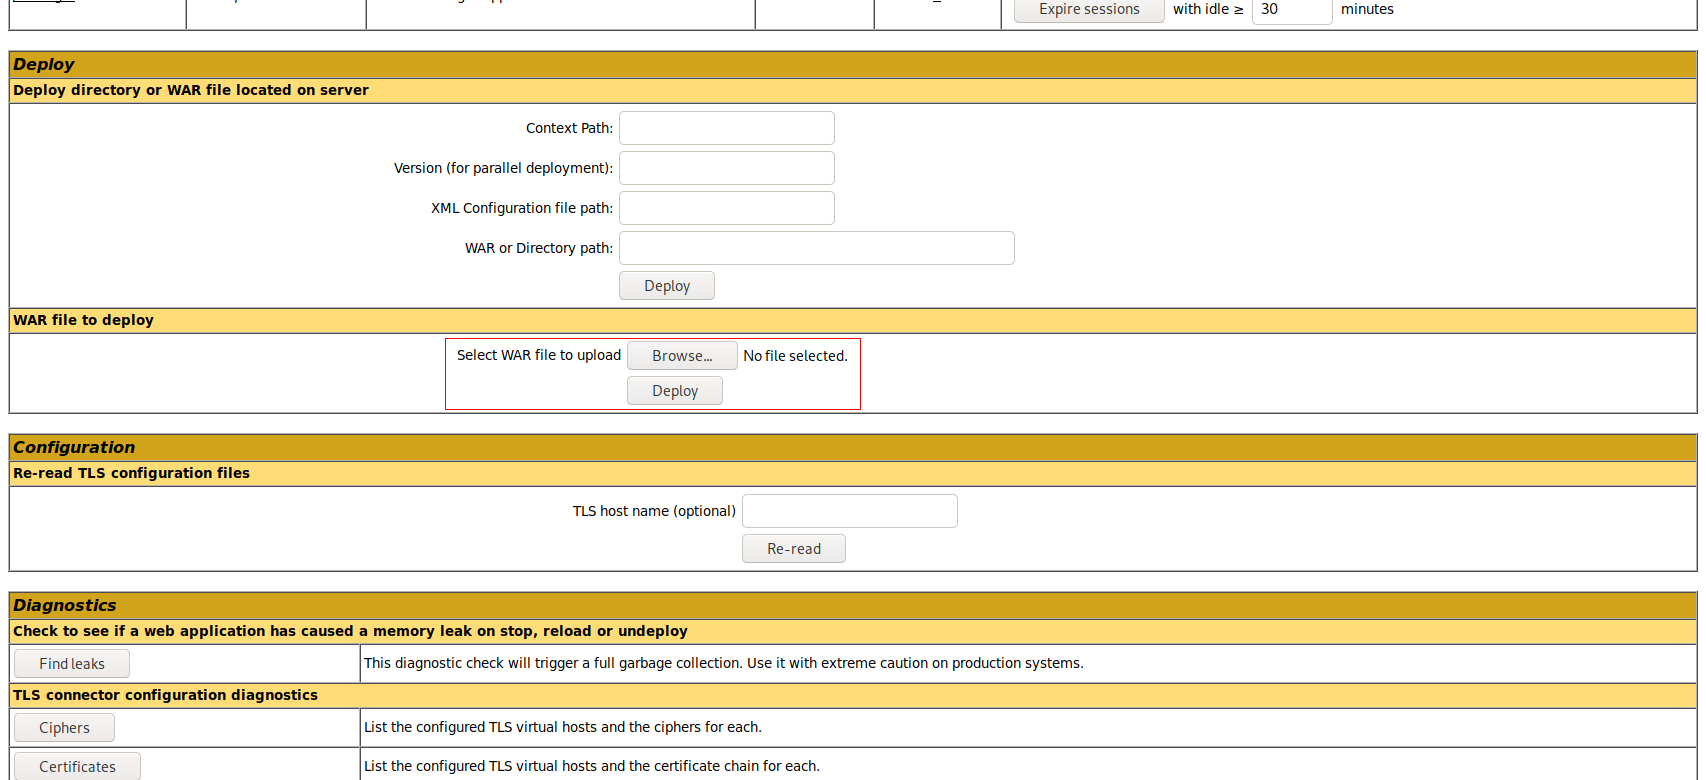 Expire sessions with idle ≥ 30 minutes
Deploy
Deploy directory or WAR file located on server
Context Path:
Version (for parallel deployment):
XML Configuration file path:
WAR or Directory path:
Deploy
WAR file to deploy
Select WAR file to upload Browse... No file selected.
Deploy
Configuration
Re-read TLS configuration files
TLS host name (optional)
Re-read
Diagnostics
Check to see if a web application has caused a memory leak on stop, reload or undeploy
Find leaks This diagnostic check will trigger a full garbage collection. Use it with extreme caution on production systems.
TLS connector configuration diagnostics
Ciphers List the configured TLS virtual hosts and the ciphers for each.
Certificates List the configured TLS virtual hosts and the certificate chain for each.